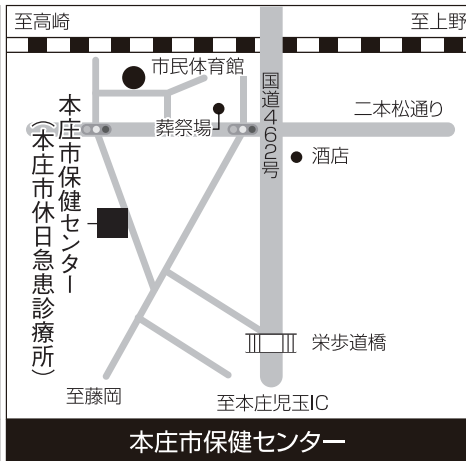 至高崎
至上野
市民体育館
国道462号
二本松通り
葬祭場
酒店
本庄市保健センター
（本庄市休日急患診療所）
栄歩道橋
至藤岡
至本庄児玉IC
本庄市保健センター